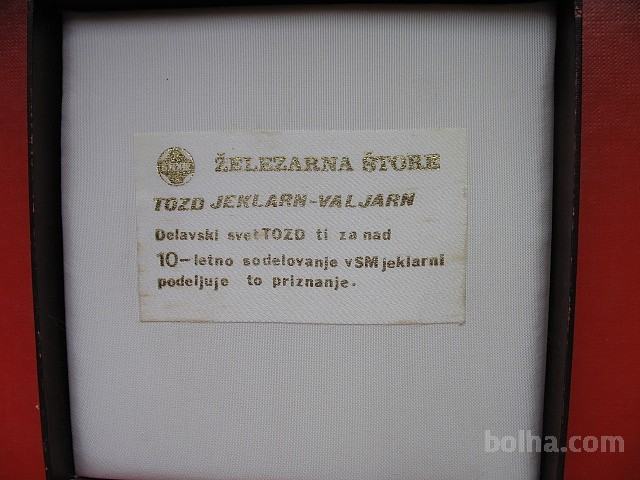 ŽELEZARNA ŠTORE
TOZD JEKLARN-VALJARN
Delavski svet TOZD ti za nad
10-letno sodelovanje v SM jeklarni
podeljuje to priznanje.
bolha.com